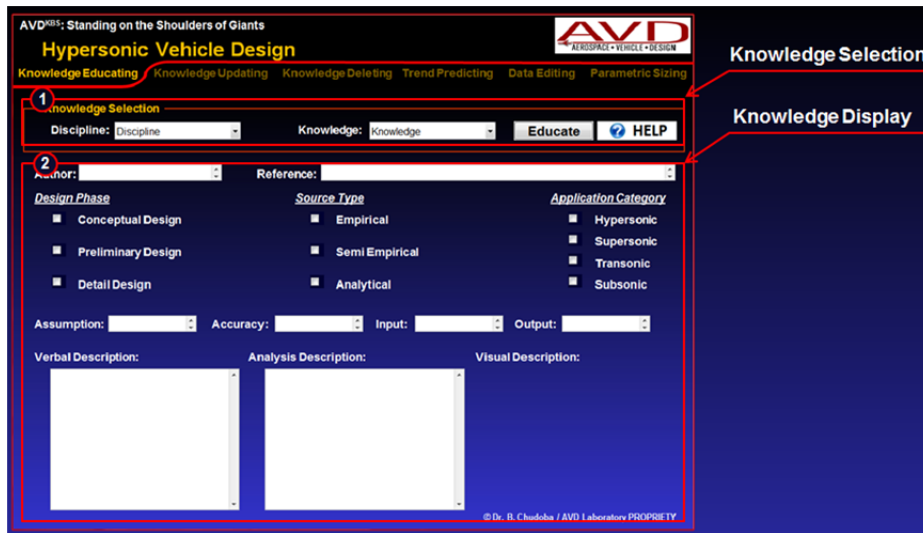 AVDKBS: Standing on the Shoulders of Giants
AVD
AEROSPACE • VEHICLE • DESIGN
Hypersonic Vehicle Design
Knowledge Educating Knowledge Updating Knowledge Deleting Trend Predicting Data Editing Parametric Sizing
Knowledge Selection
1
Knowledge Selection
Discipline: Discipline Knowledge: Knowledge Educate ? HELP
Knowledge Display
2
Author: Reference:
Design Phase Source Type Application Category
Conceptual Design Empirical Hypersonic
Supersonic
Preliminary Design Semi Empirical
Transonic
Detail Design Analytical Subsonic
Assumption: Accuracy: Input: Output:
Verbal Description: Analysis Description: Visual Description:
© Dr. B. Chudoba / AVD Laboratory PROPRIETY